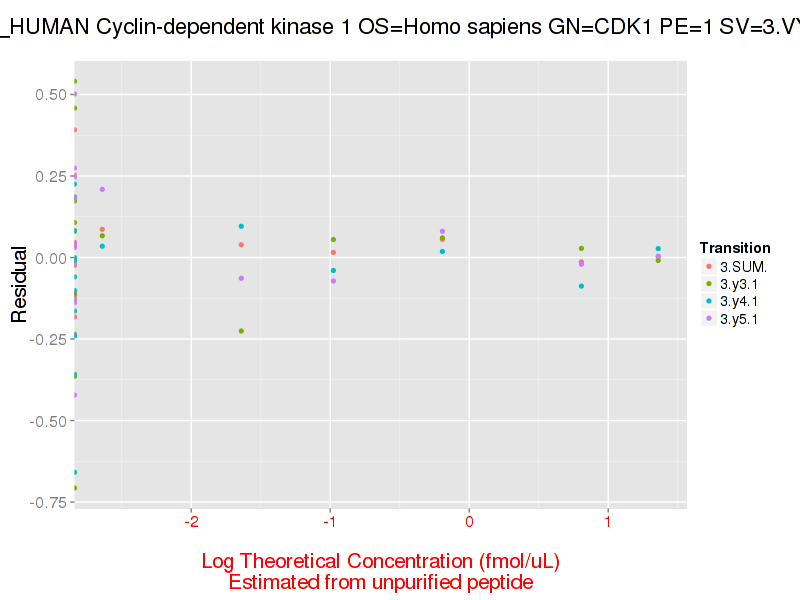 _HUMAN Cyclin-dependent kinase 1 OS=Homo sapiens GN=CDK1 PE=1 SV=3.VY
0.50
0.25
0.00
-0.25
-0.50
-0.75
Residual
-2
-1
0
1
Log Theoretical Concentration (fmol/uL)
Estimated from unpurified peptide
Transition
3.SUM.
3.y3.1
3.y4.1
3.y5.1